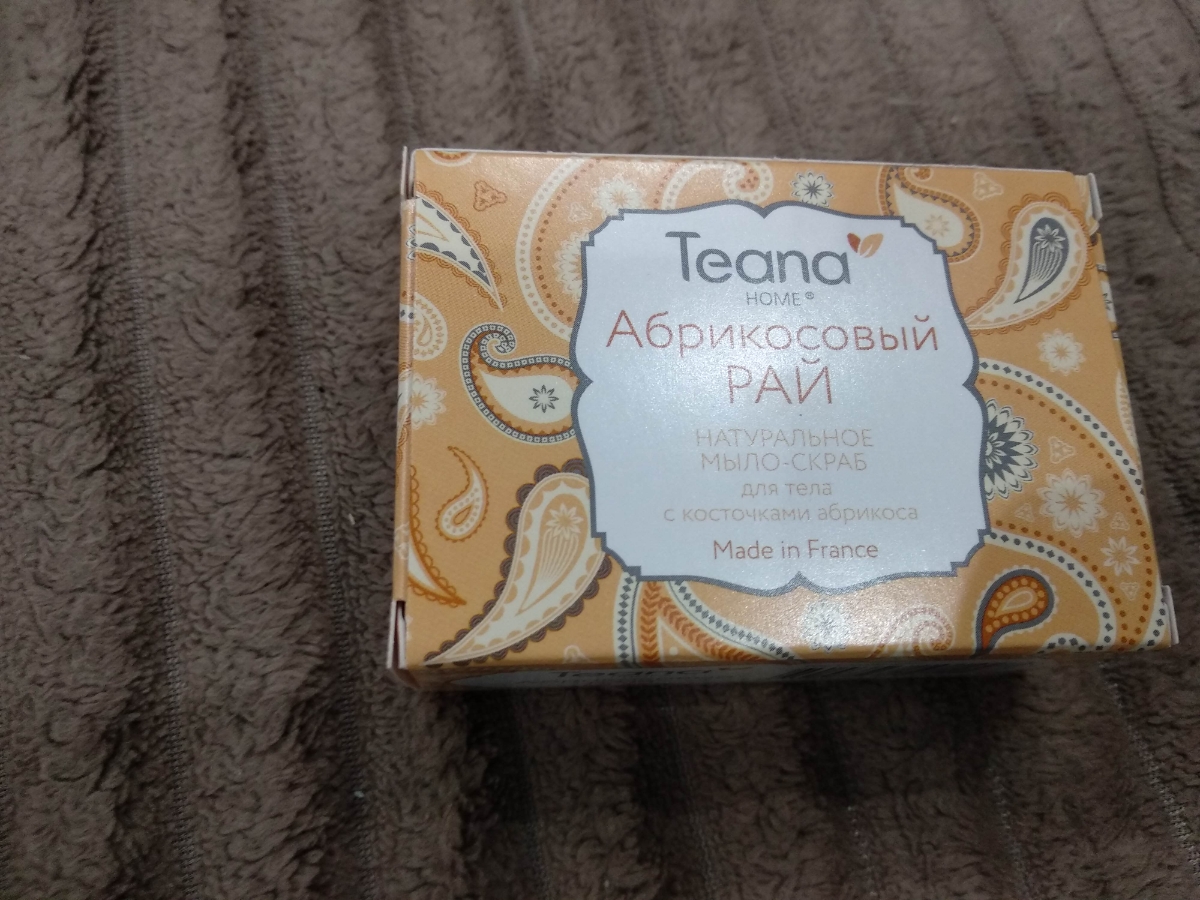 Teana
HOME®
Абрикосовый
РАЙ
НАТУРАЛЬНОЕ
МЫЛО-СКРАБ
для тела
с косточками абрикоса
Made in France